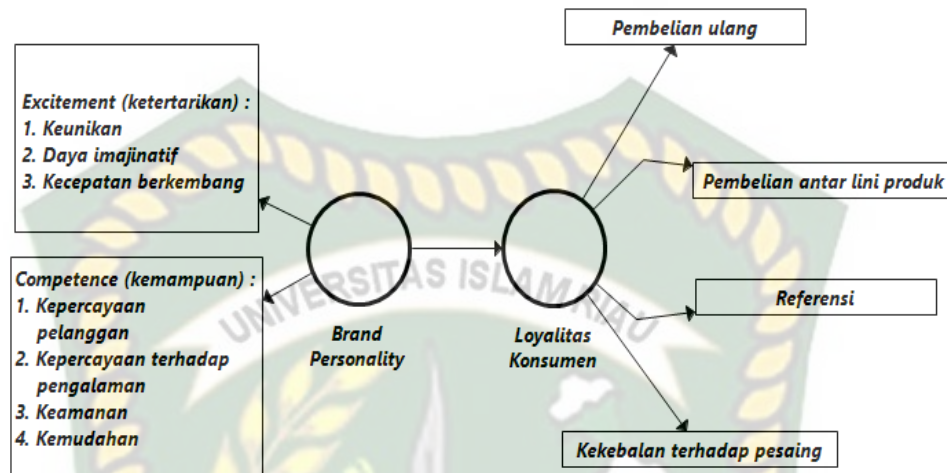 Pembelian ulang
Excitement (ketertarikan) :
1. Keunikan
2. Daya imajinatif
3. Kecepatan berkembang
Pembelian antar lini produk
Competence (kemampuan) :
1. Kepercayaan
pelanggan
2. Kepercayaan terhadap
pengalaman
3. Keamanan
4. Kemudahan
UNIVERSITAS ISLAM RIAU
Brand
Personality
Loyalitas
Konsumen
Referensi
Kekebalan terhadap pesaing